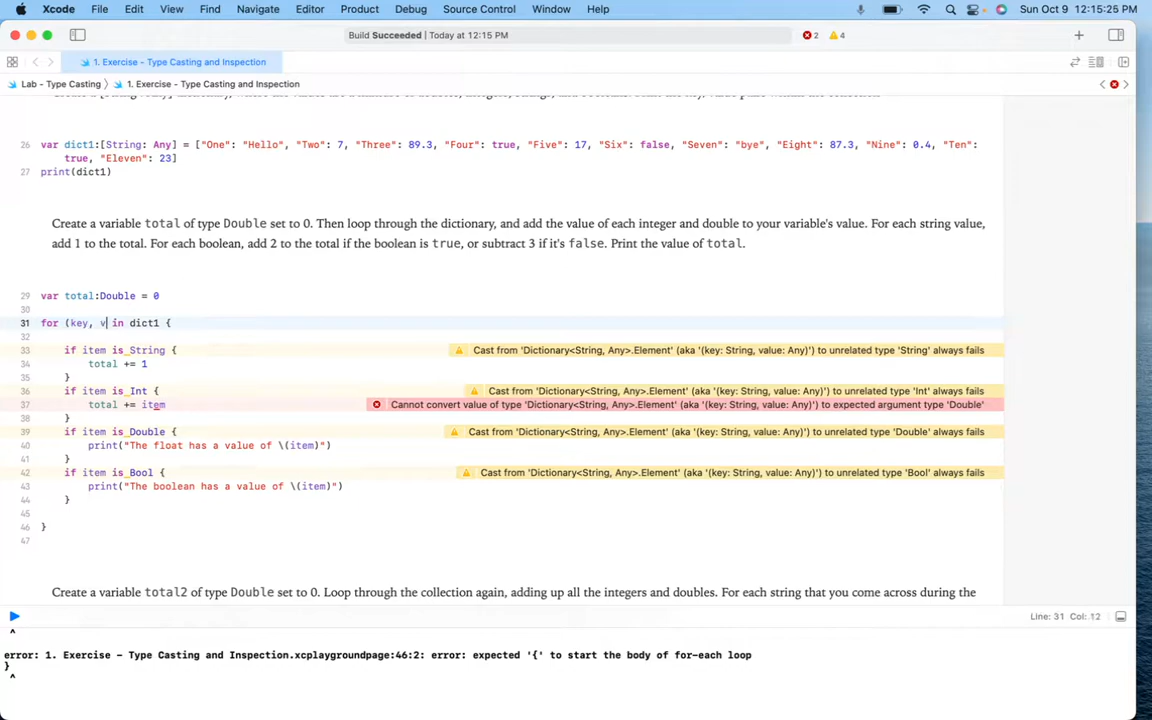 Xcode File Edit View Navigate Editor Product Debug Source Control Window Help Sun Oct 9 12:15:25 PM
Build Succeeded | Today at 12:15 PM 2 4
1. Exercise - Type Casting and Inspection
Lab - Type Casting 〉 1. Exercise - Type Casting and Inspection
26 var dict1:[String: Any] = ["One": "Hello", "Two": 7, "Three": 89.3, "Four": true, "Five": 17, "Six": false, "Seven": "bye", "Eight": 87.3, "Nine": 0.4, "Ten":
true, "Eleven": 23]
27 print(dict1)
Create a variable total of type Double set to 0. Then loop through the dictionary, and add the value of each integer and double to your variable's value. For each string value,
add 1 to the total. For each boolean, add 2 to the total if the boolean is true, or subtract 3 if it's false. Print the value of total.
29 var total:Double = 0
30
31 for (key, v in dict1 {
32
33 if item is String { Cast from 'Dictionary<String, Any>.Element' (aka '(key: String, value: Any)') to unrelated type 'String' always fails
34 total += 1
35 }
36 if item is Int { Cast from 'Dictionary<String, Any>.Element' (aka '(key: String, value: Any)') to unrelated type 'Int' always fails
37 total += item Cannot convert value of type 'Dictionary<String, Any>.Element' (aka '(key: String, value: Any)') to expected argument type 'Double'
38 }
39 if item is Double { Cast from 'Dictionary<String, Any>.Element' (aka '(key: String, value: Any)') to unrelated type 'Double' always fails
40 print("The float has a value of \(item)")
41 }
42 if item is Bool { Cast from 'Dictionary<String, Any>.Element' (aka '(key: String, value: Any)') to unrelated type 'Bool' always fails
43 print("The boolean has a value of \(item)")
44 }
45
46 }
47
Create a variable total2 of type Double set to 0. Loop through the collection again, adding up all the integers and doubles. For each string that you come across during the
Line: 31 Col: 12
^
error: 1. Exercise - Type Casting and Inspection.xcplaygroundpage:46:2: error: expected '{' to start the body of for-each loop
}
^